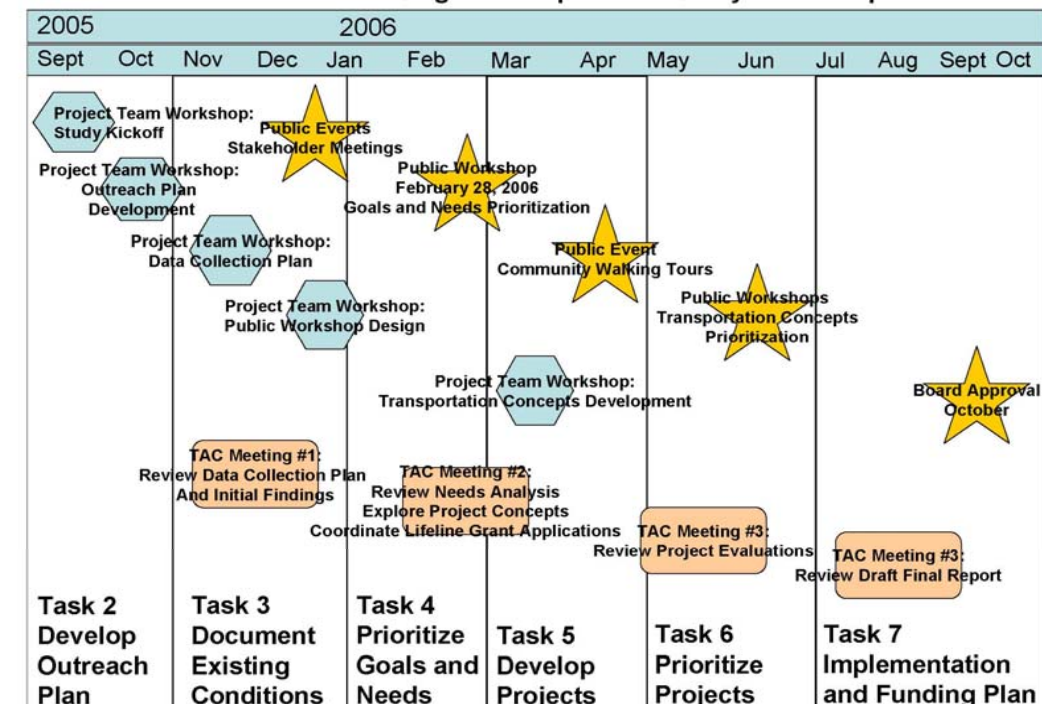 2005 2006
Sept Oct Nov Dec Jan Feb Mar Apr May Jun Jul Aug Sept Oct
Project Team Workshop:
Study Kickoff
Public Events
Stakeholder Meetings
Project Team Workshop:
Outreach Plan
Development
Public Workshop
February 28, 2006
Goals and Needs Prioritization
Project Team Workshop:
Data Collection Plan
Public Event
Community Walking Tours
Project Team Workshop:
Public Workshop Design
Public Workshops
Transportation Concepts
Prioritization
Project Team Workshop:
Transportation Concepts Development
Board Approval
October
TAC Meeting #1:
Review Data Collection Plan
And Initial Findings
TAC Meeting #2:
Review Needs Analysis
Explore Project Concepts
Coordinate Lifeline Grant Applications
TAC Meeting #3:
Review Project Evaluations
TAC Meeting #3:
Review Draft Final Report
Task 2
Develop
Outreach
Plan
Task 3
Document
Existing
Conditions
Task 4
Prioritize
Goals and
Needs
Task 5
Develop
Projects
Task 6
Prioritize
Projects
Task 7
Implementation
and Funding Plan